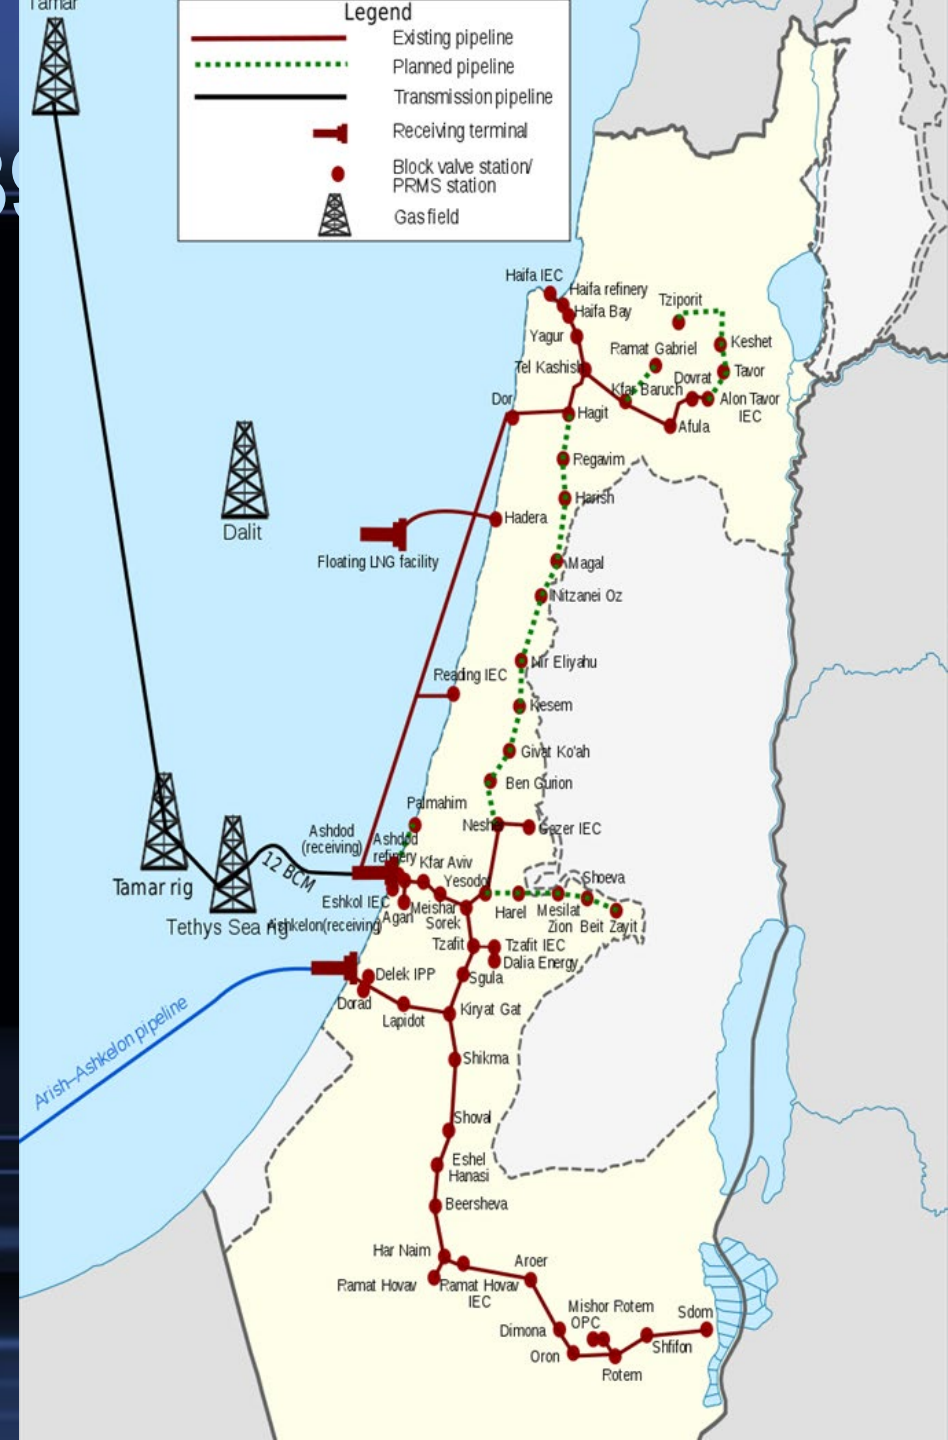 Tamar
Legend
Existing pipeline
Planned pipeline
Transmission pipeline
Receiving terminal
Block valve station/
PRMS station
Gas field
Haifa IEC
Haifa refinery
Haifa Bay
Tziporit
Yagur
Ramat Gabriel
Keshet
Tel Kashish
Dovrat
Tavor
Kfar Baruch
Dor
Alon Tavor
IEC
Hagit
Afula
Regavim
Harish
Hadera
Dalit
Floating LNG facility
Magal
Nitzanei Oz
Nir Eliyahu
Reading IEC
Kesem
Givat Ko'ah
Ben Gurion
Palmahim
Nesher
Gezer IEC
Ashdod
(receiving)
Ashdod
refinery
12 BCM
Kfar Aviv
Tamar rig
Yesodot
Shoeva
Eshkol IEC
Agan
Meishar
Sorek
Harel
Mesilat
Zion
Beit Zayit
Tethys Sea rig
Ashkelon(receiving)
Tzafit
Tzafit IEC
Dalia Energy
Delek IPP
Sgula
Dorad
Lapidot
Kiryat Gat
Arish–Ashkelon pipeline
Shikma
Shoval
Eshel
Hanasi
Beersheva
Har Naim
Aroer
Ramat Hovav
Ramat Hovav
IEC
Mishor Rotem
OPC
Sdom
Dimona
Shfifon
Oron
Rotem